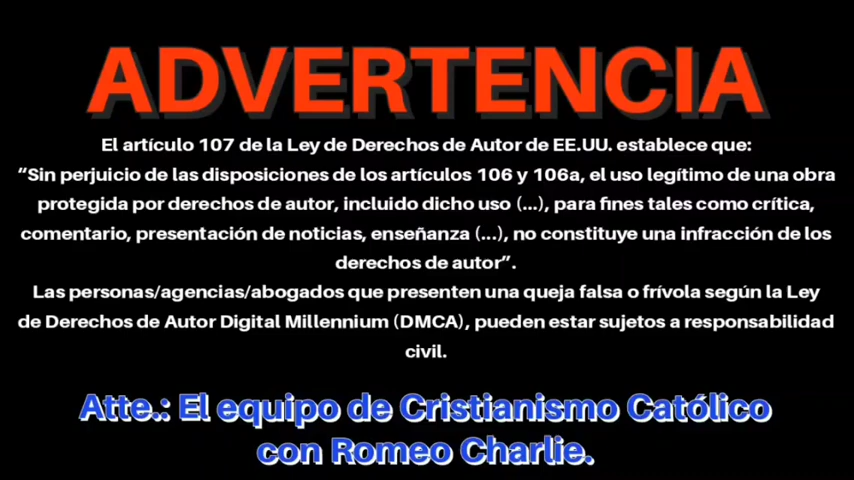 ADVERTENCIA
El artículo 107 de la Ley de Derechos de Autor de EE.UU. establece que:
“Sin perjuicio de las disposiciones de los artículos 106 y 106a, el uso legítimo de una obra
protegida por derechos de autor, incluido dicho uso (...), para fines tales como crítica,
comentario, presentación de noticias, enseñanza (...), no constituye una infracción de los
derechos de autor”.
Las personas/agencias/abogados que presenten una queja falsa o frívola según la Ley
de Derechos de Autor Digital Millennium (DMCA), pueden estar sujetos a responsabilidad
civil.
Atte.: El equipo de Cristianismo Católico
con Romeo Charlie.